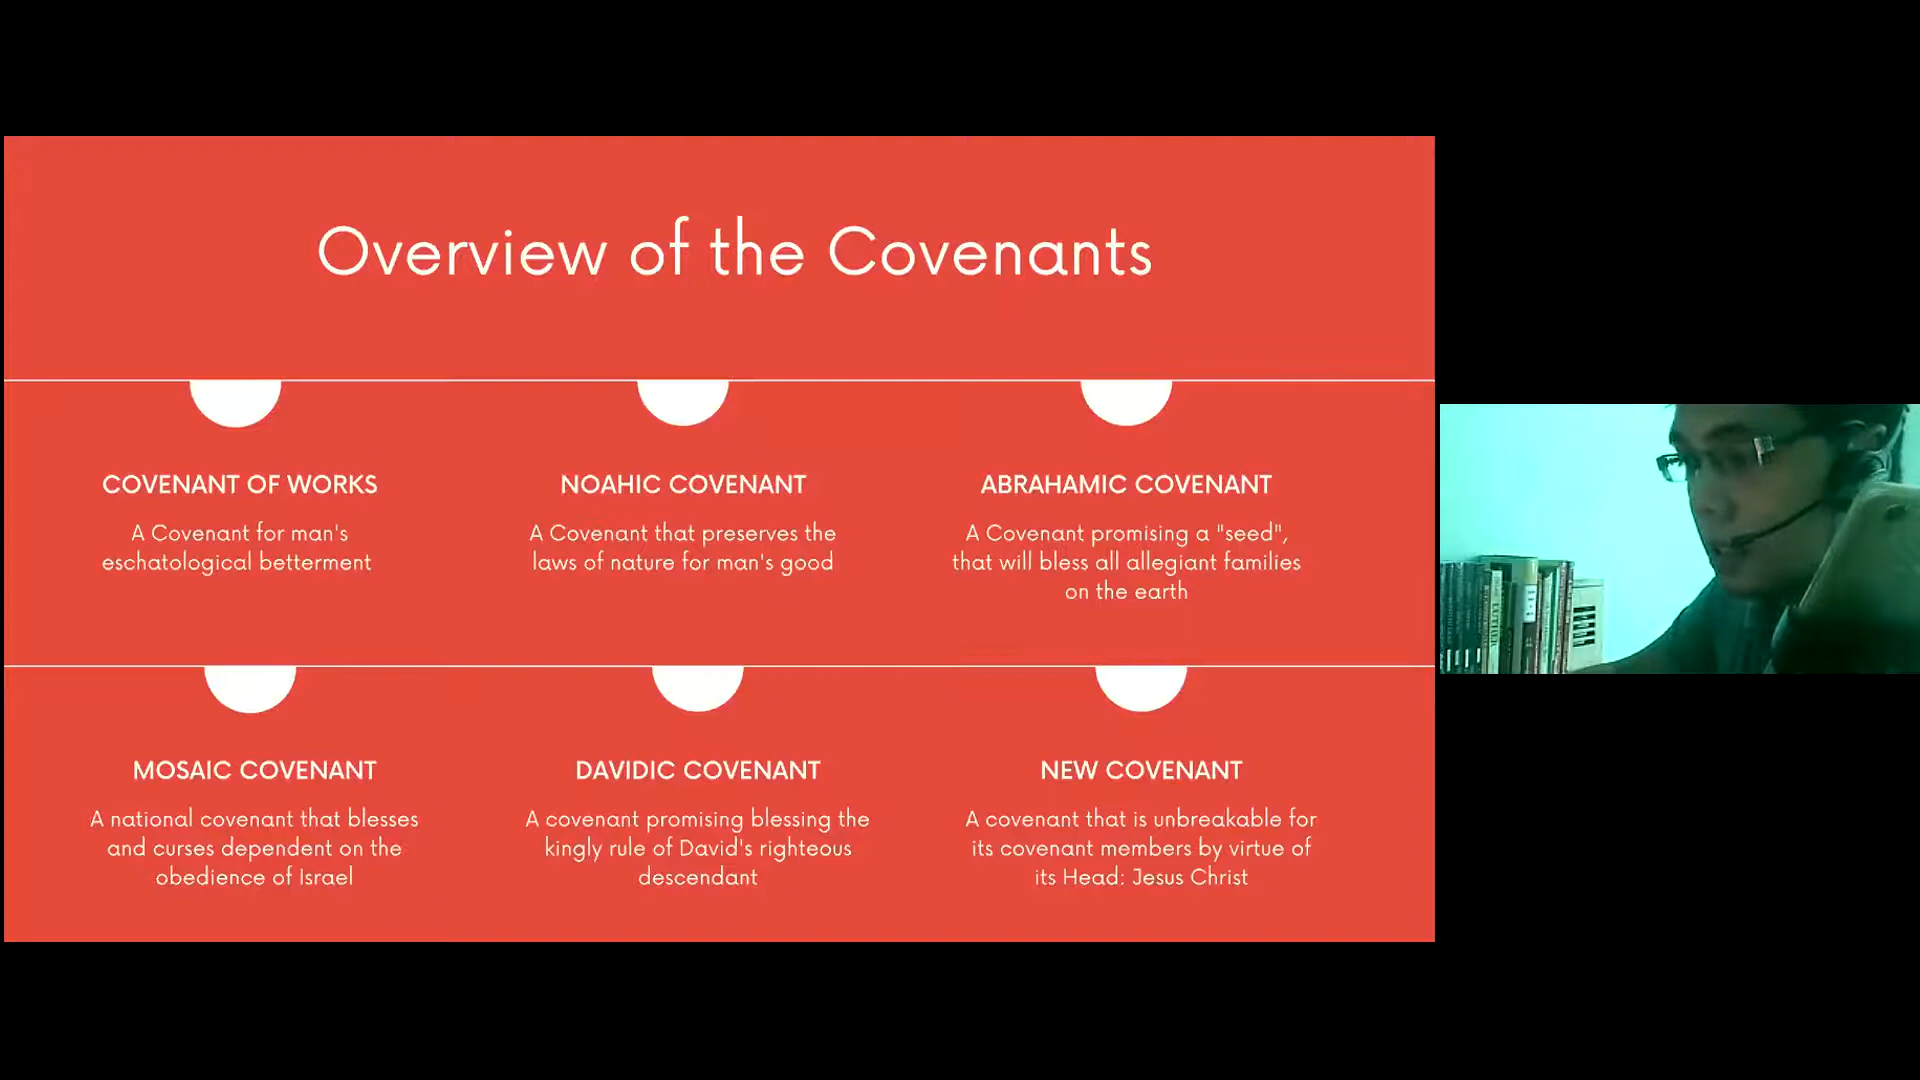 Overview of the Covenants
COVENANT OF WORKS
A Covenant for man's
eschatological betterment
NOAHIC COVENANT
A Covenant that preserves the
laws of nature for man's good
ABRAHAMIC COVENANT
A Covenant promising a "seed",
that will bless all allegiant families
on the earth
MOSAIC COVENANT
A national covenant that blesses
and curses dependent on the
obedience of Israel
DAVIDIC COVENANT
A covenant promising blessing the
kingly rule of David's righteous
descendant
NEW COVENANT
A covenant that is unbreakable for
its covenant members by virtue of
its Head: Jesus Christ